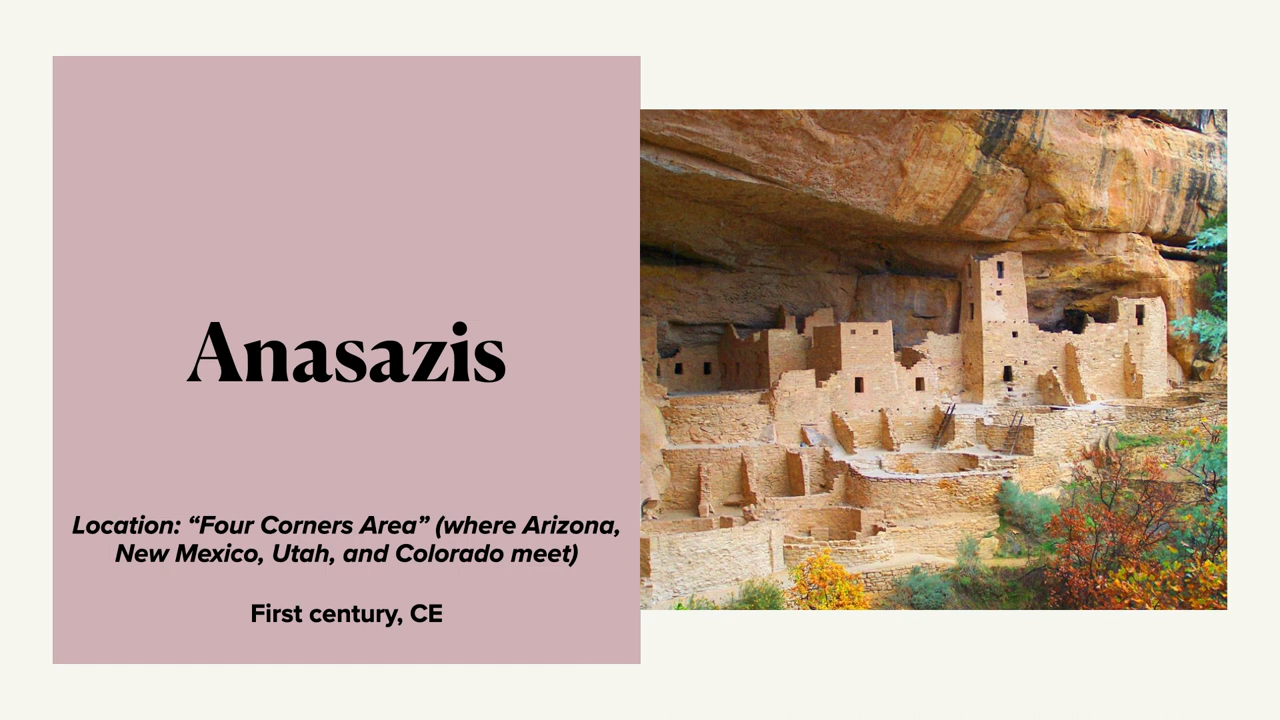 Anasazis
Location: “Four Corners Area” (where Arizona,
New Mexico, Utah, and Colorado meet)
First century, CE